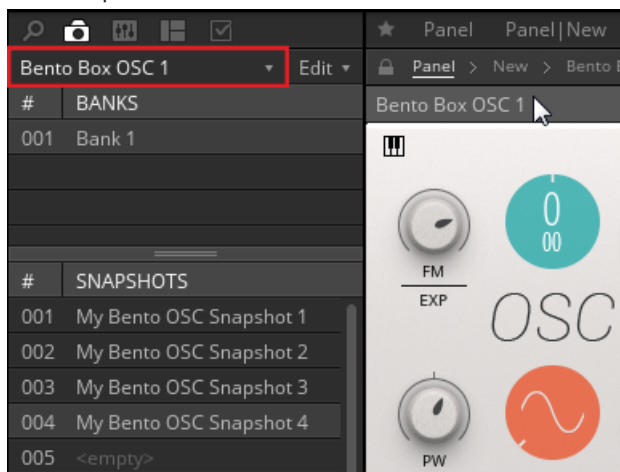 Panel Panel|New
Bento Box OSC 1 Edit
Panel > New > Bento
# BANKS
Bento Box OSC 1
001 Bank 1
0
00
FM
EXP
OSC
# SNAPSHOTS
001 My Bento OSC Snapshot 1
002 My Bento OSC Snapshot 2
003 My Bento OSC Snapshot 3
004 My Bento OSC Snapshot 4
005 <empty>
PW